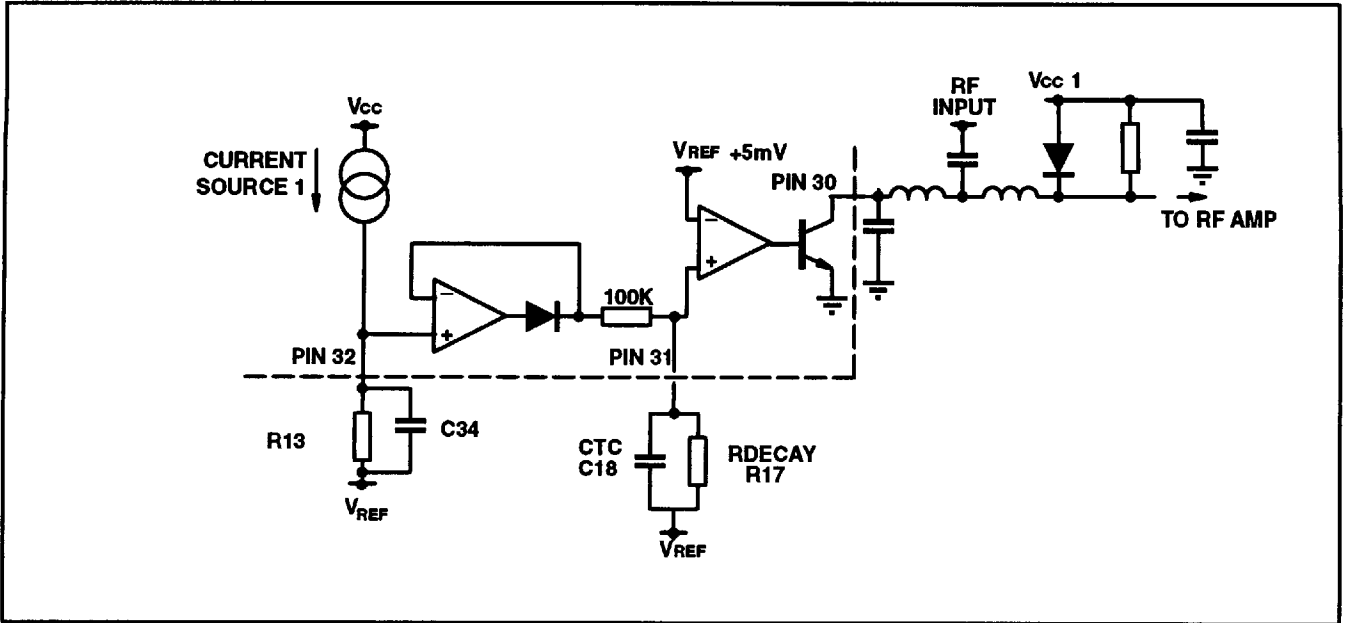 RF
INPUT
VCC 1
VCC
CURRENT
SOURCE 1
VREF +5mV
PIN 30
TO RF AMP
100K
PIN 32
PIN 31
R13
C34
CTC
C18
RDECAY
R17
VREF
VREF